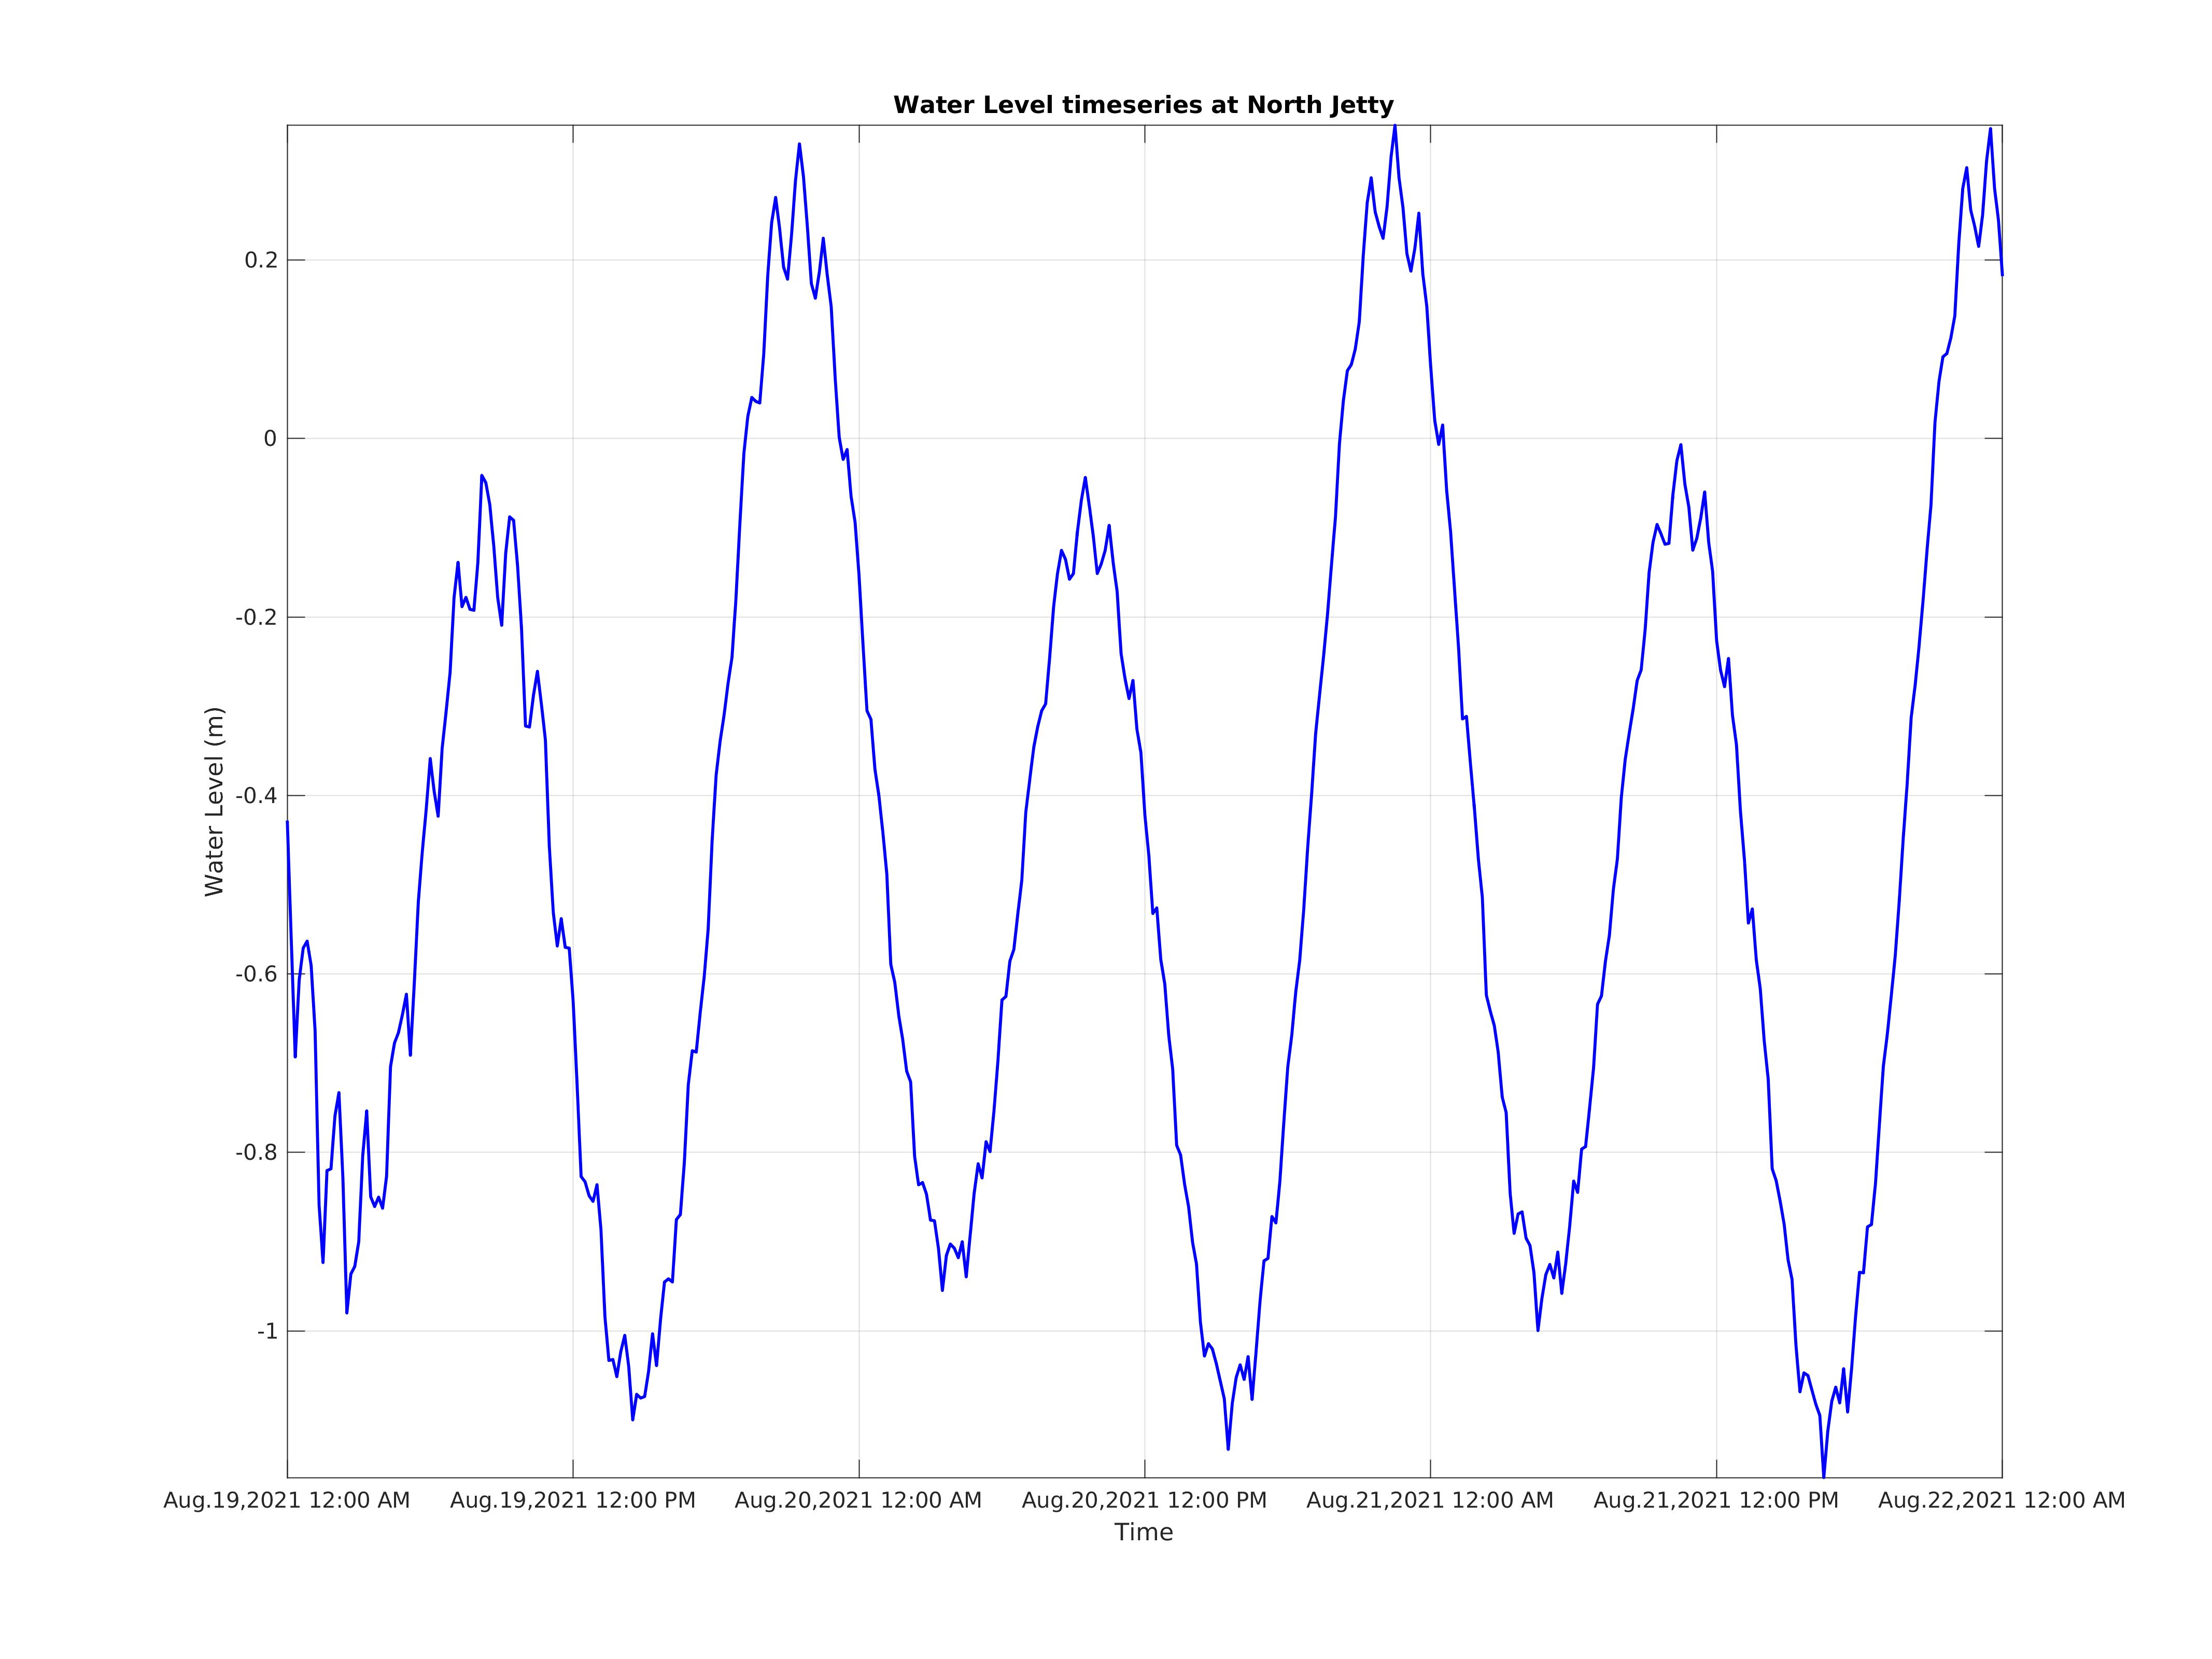 Water Level timeseries at North Jetty
0.2
0
-0.2
-0.4
-0.6
-0.8
-1
Water Level (m)
Aug.19,2021 12:00 AM
Aug.19,2021 12:00 PM
Aug.20,2021 12:00 AM
Aug.20,2021 12:00 PM
Aug.21,2021 12:00 AM
Aug.21,2021 12:00 PM
Aug.22,2021 12:00 AM
Time